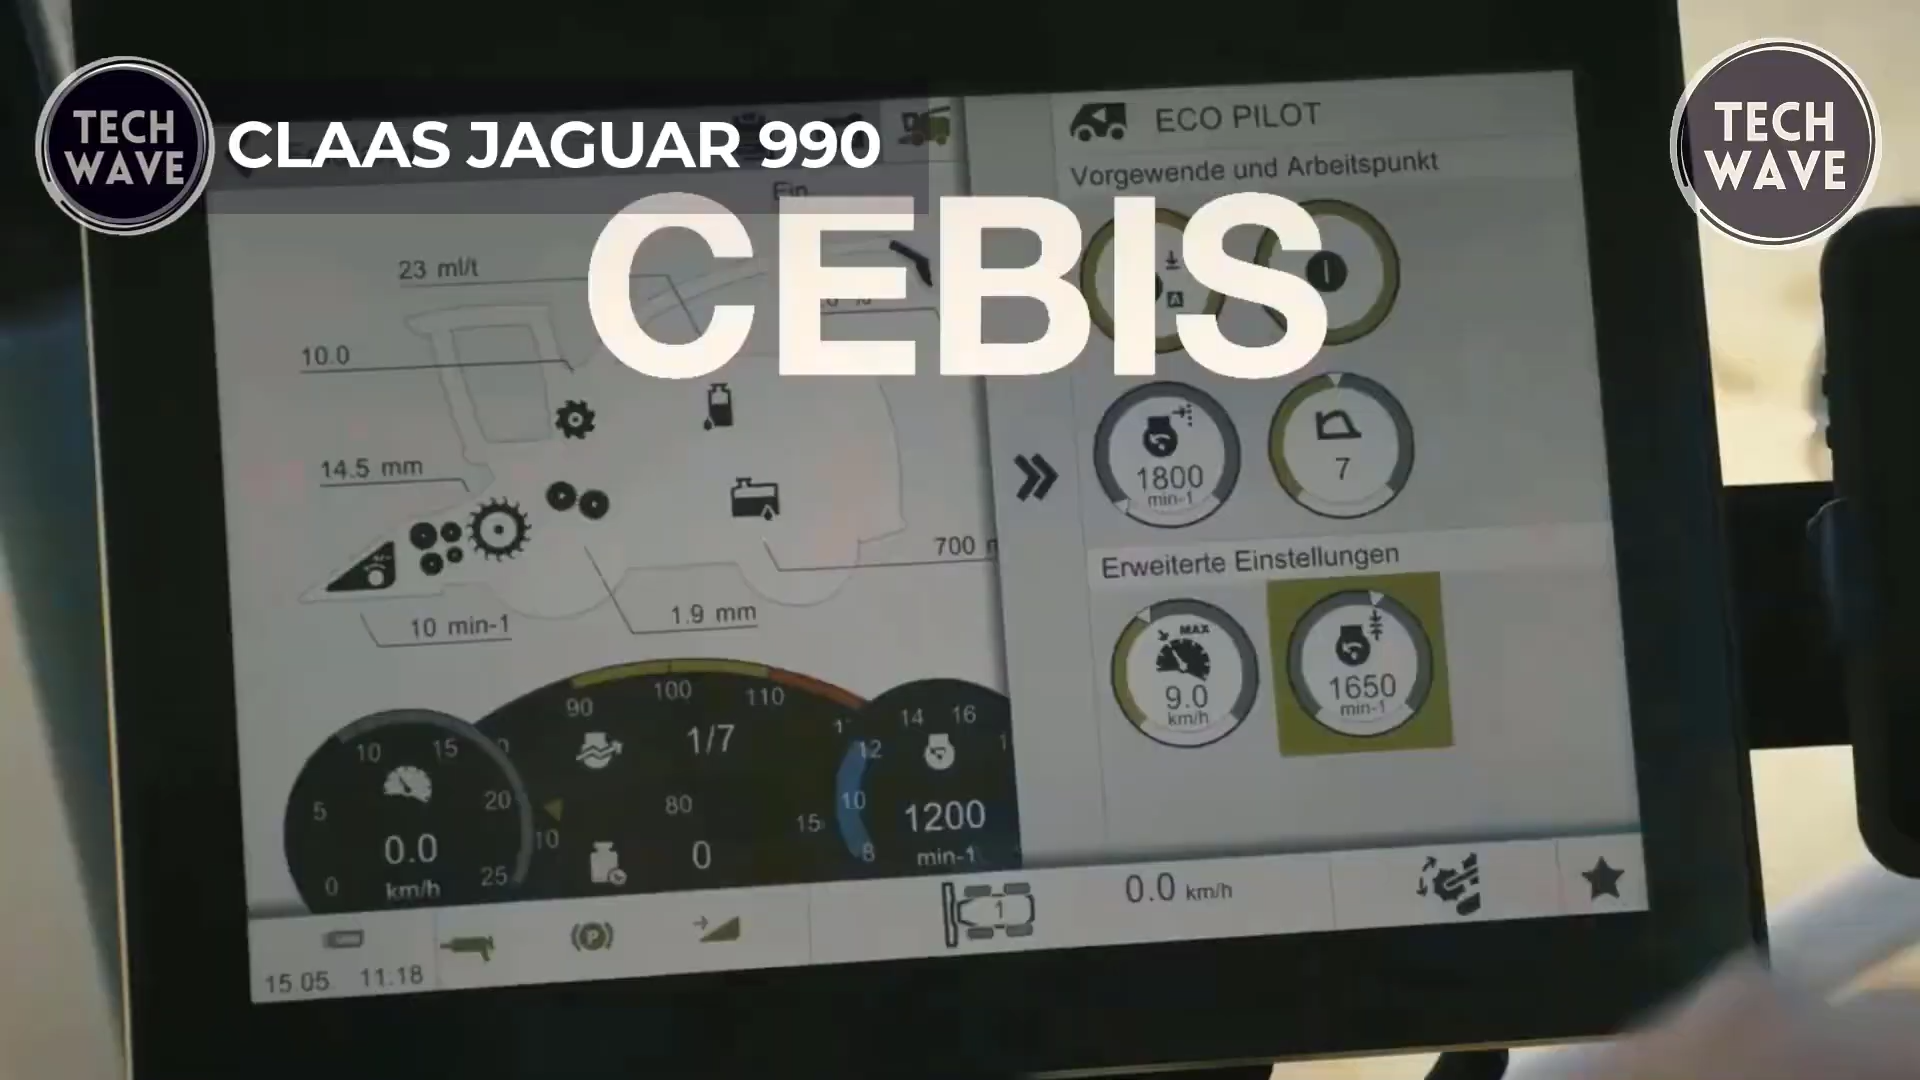 TECH
WAVE
CLAAS JAGUAR 990
TECH
WAVE
CEBIS
Ein
ECO PILOT
Vorgewende und Arbeitspunkt
23 ml/t
10.0
14.5 mm
10 min-1
1.9 mm
700
A
1800
min-1
7
Erweiterte Einstellungen
MAX
9.0
km/h
1650
min-1
0
5
10
15
20
25
0.0
km/h
90
100
110
1/7
10
80
15
0
8
10
12
14
16
1200
min-1
15.05
11.18
P
1
0.0 km/h